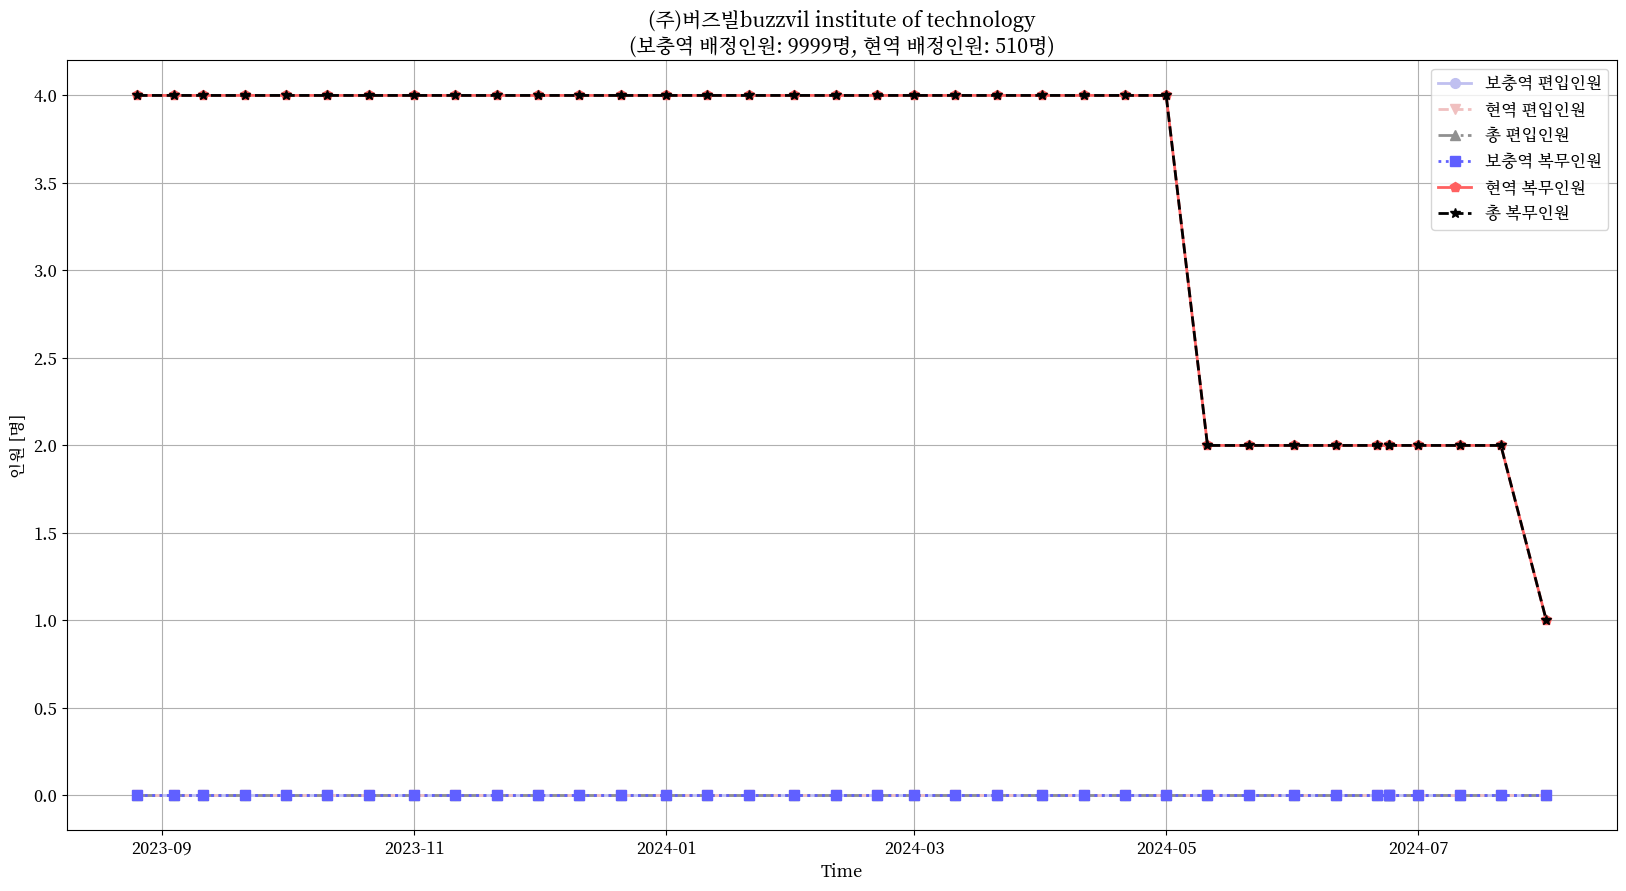 (주)버즈빌buzzvil institute of technology
(보충역 배정인원: 9999명, 현역 배정인원: 510명)
보충역 편입인원
현역 편입인원
총 편입인원
보충역 복무인원
현역 복무인원
총 복무인원
인원 [명]
4.0
3.5
3.0
2.5
2.0
1.5
1.0
0.5
0.0
2023-09
2023-11
2024-01
2024-03
2024-05
2024-07
Time